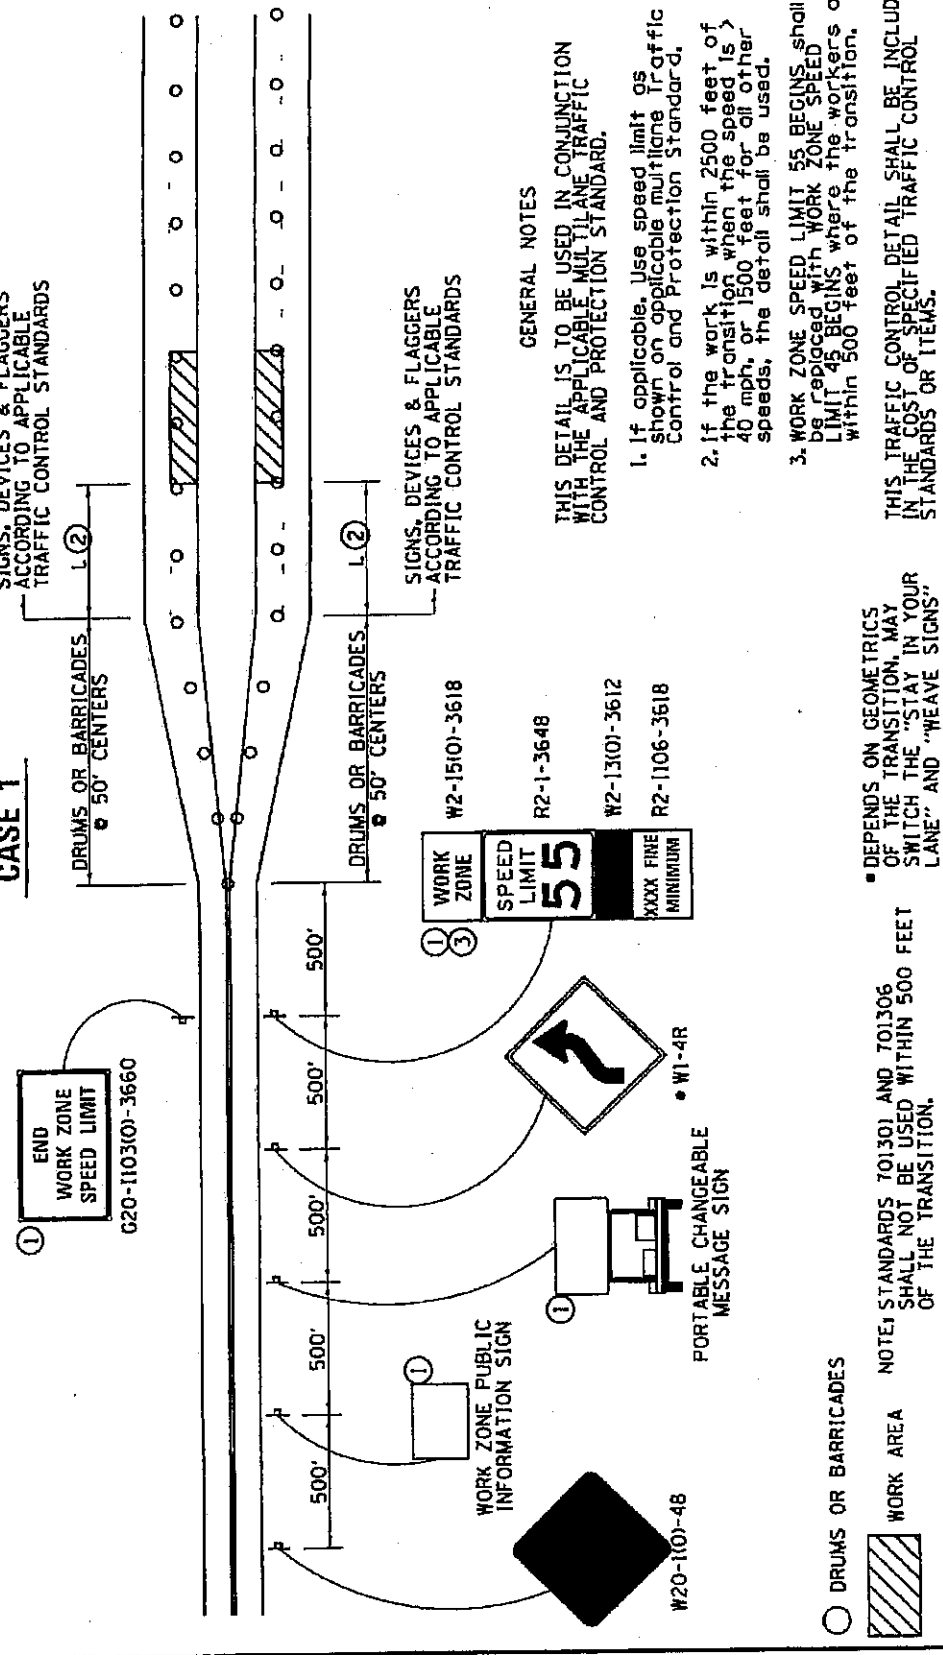 CASE 1
SIGNS, DEVICES & FLAGGERS
ACCORDING TO APPLICABLE
TRAFFIC CONTROL STANDARDS
L ②
DRUMS OR BARRICADES
@ 50' CENTERS
①
END
WORK ZONE
SPEED LIMIT
G20-1103(O)-3660
500'
500'
500'
500'
500'
DRUMS OR BARRICADES
@ 50' CENTERS
L ②
SIGNS, DEVICES & FLAGGERS
ACCORDING TO APPLICABLE
TRAFFIC CONTROL STANDARDS
W20-1(O)-48
①
WORK ZONE PUBLIC
INFORMATION SIGN
①
PORTABLE CHANGEABLE
MESSAGE SIGN
* W1-4R
①
③
WORK
ZONE
SPEED
LIMIT
55
XXXX FINE
MINIMUM
W2-15(O)-3618
R2-1-3648
W2-13(O)-3612
R2-1106-3618
GENERAL NOTES
THIS DETAIL IS TO BE USED IN CONJUNCTION
WITH THE APPLICABLE MULTILANE TRAFFIC
CONTROL AND PROTECTION STANDARD.
1. If applicable. Use speed limit as
shown on applicable multilane Traffic
Control and Protection Standard.
2. If the work is within 2500 feet of
the transition when the speed is >
40 mph, or 1500 feet for all other
speeds, the detail shall be used.
3. WORK ZONE SPEED LIMIT 55 BEGINS shall
be replaced with WORK ZONE SPEED
LIMIT 45 BEGINS where the workers
within 500 feet of the transition.
THIS TRAFFIC CONTROL DETAIL SHALL BE
IN THE COST OF SPECIFIED TRAFFIC CONTROL
STANDARDS OR ITEMS.
○ DRUMS OR BARRICADES
WORK AREA
NOTE: STANDARDS 701301 AND 701306
SHALL NOT BE USED WITHIN 500 FEET
OF THE TRANSITION.
* DEPENDS ON GEOMETRICS
OF THE TRANSITION, MAY
SWITCH THE "STAY IN YOUR
LANE" AND "WEAVE SIGNS"